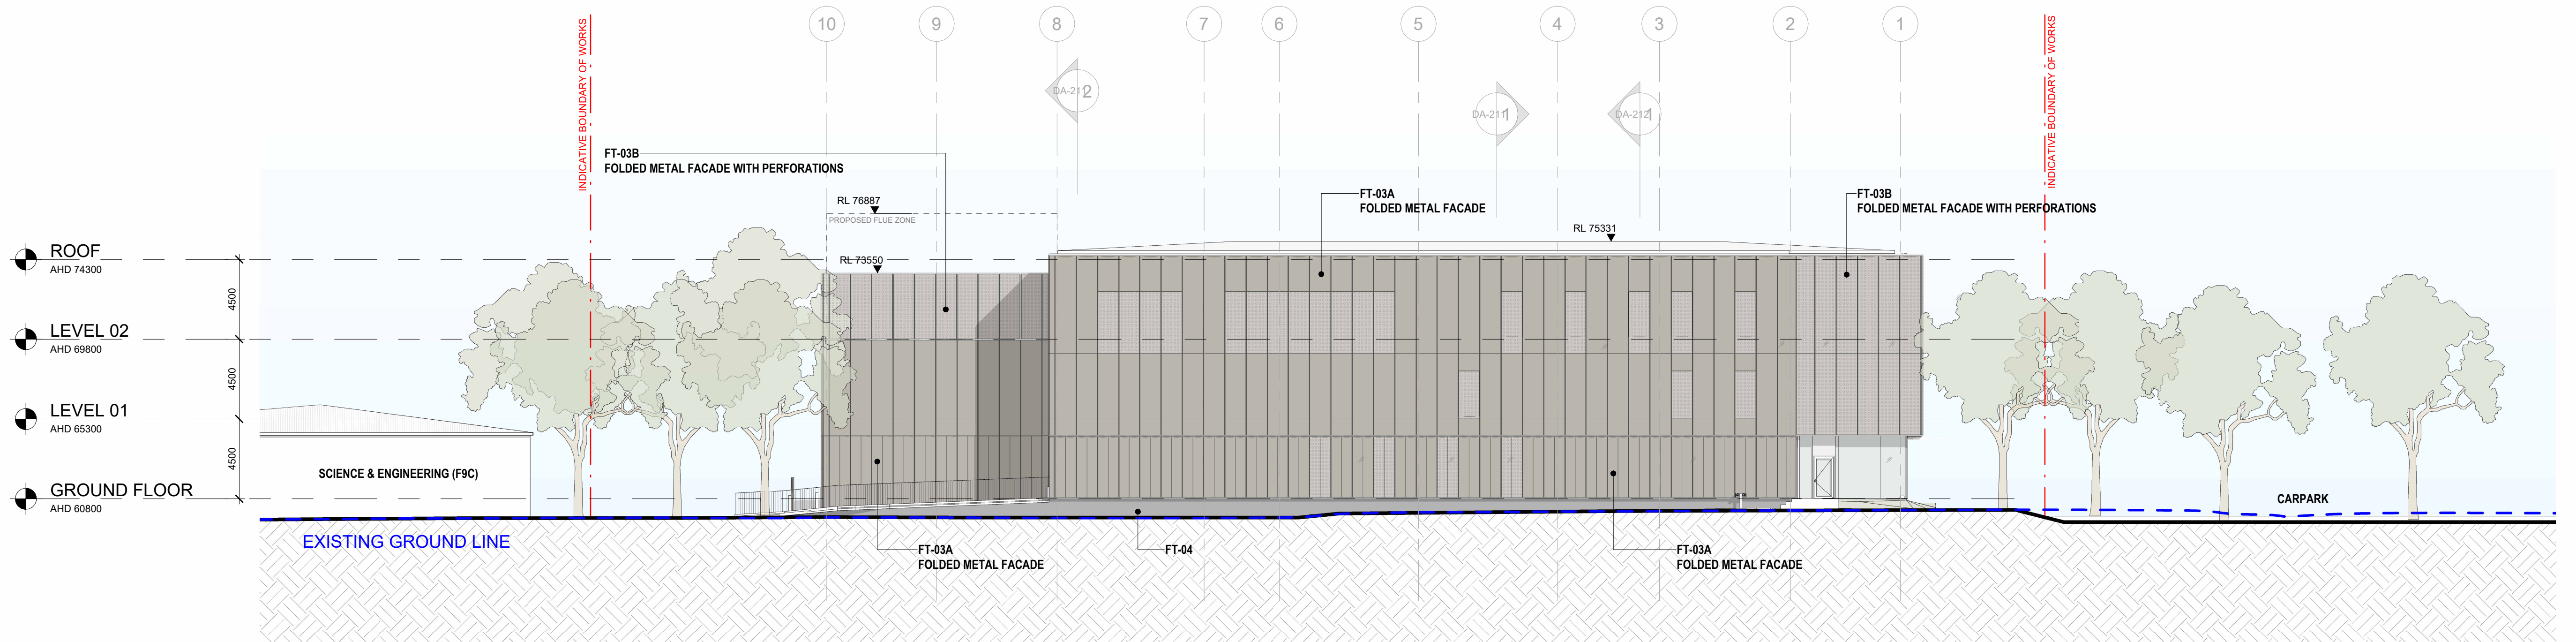 10
9
8
7
6
5
4
3
2
1
INDICATIVE BOUNDARY OF WORKS
INDICATIVE BOUNDARY OF WORKS
2
DA-211
1
DA-212
1
FT-03B
FOLDED METAL FACADE WITH PERFORATIONS
FT-03A
FOLDED METAL FACADE
FT-03B
FOLDED METAL FACADE WITH PERFORATIONS
RL 76887
PROPOSED FLUE ZONE
RL 75331
RL 73550
ROOF
AHD 74300
4500
LEVEL 02
AHD 69800
4500
LEVEL 01
AHD 65300
4500
GROUND FLOOR
AHD 60800
SCIENCE & ENGINEERING (F9C)
CARPARK
EXISTING GROUND LINE
FT-03A
FOLDED METAL FACADE
FT-04
FT-03A
FOLDED METAL FACADE